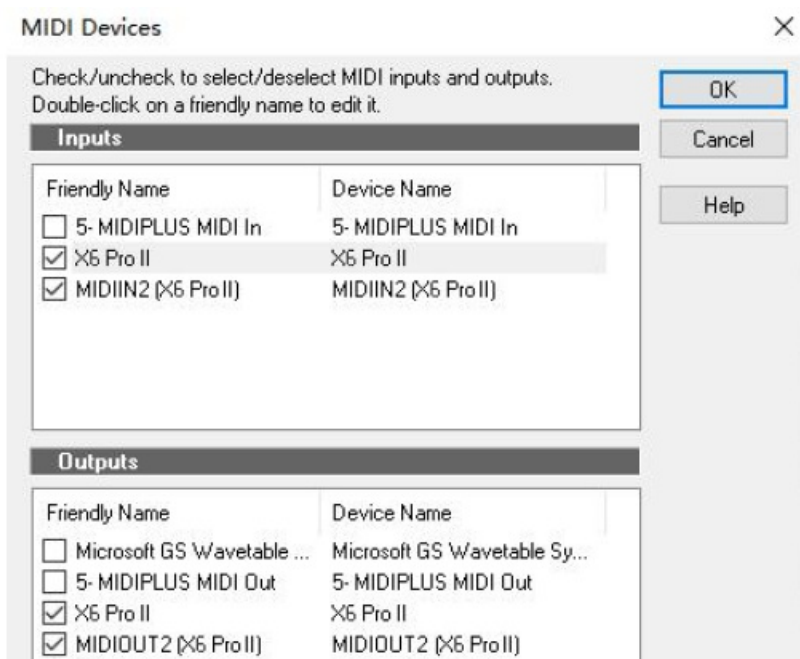 MIDI Devices
Check/uncheck to select/deselect MIDI inputs and outputs.
Double-click on a friendly name to edit it.
OK
Cancel
Help
Inputs
Friendly Name Device Name
5- MIDIPLUS MIDI In 5- MIDIPLUS MIDI In
X6 Pro II X6 Pro II
MIDIIN2 (X6 Pro II) MIDIIN2 (X6 Pro II)
Outputs
Friendly Name Device Name
Microsoft GS Wavetable ... Microsoft GS Wavetable Sy...
5- MIDIPLUS MIDI Out 5- MIDIPLUS MIDI Out
X6 Pro II X6 Pro II
MIDIOUT2 (X6 Pro II) MIDIOUT2 (X6 Pro II)